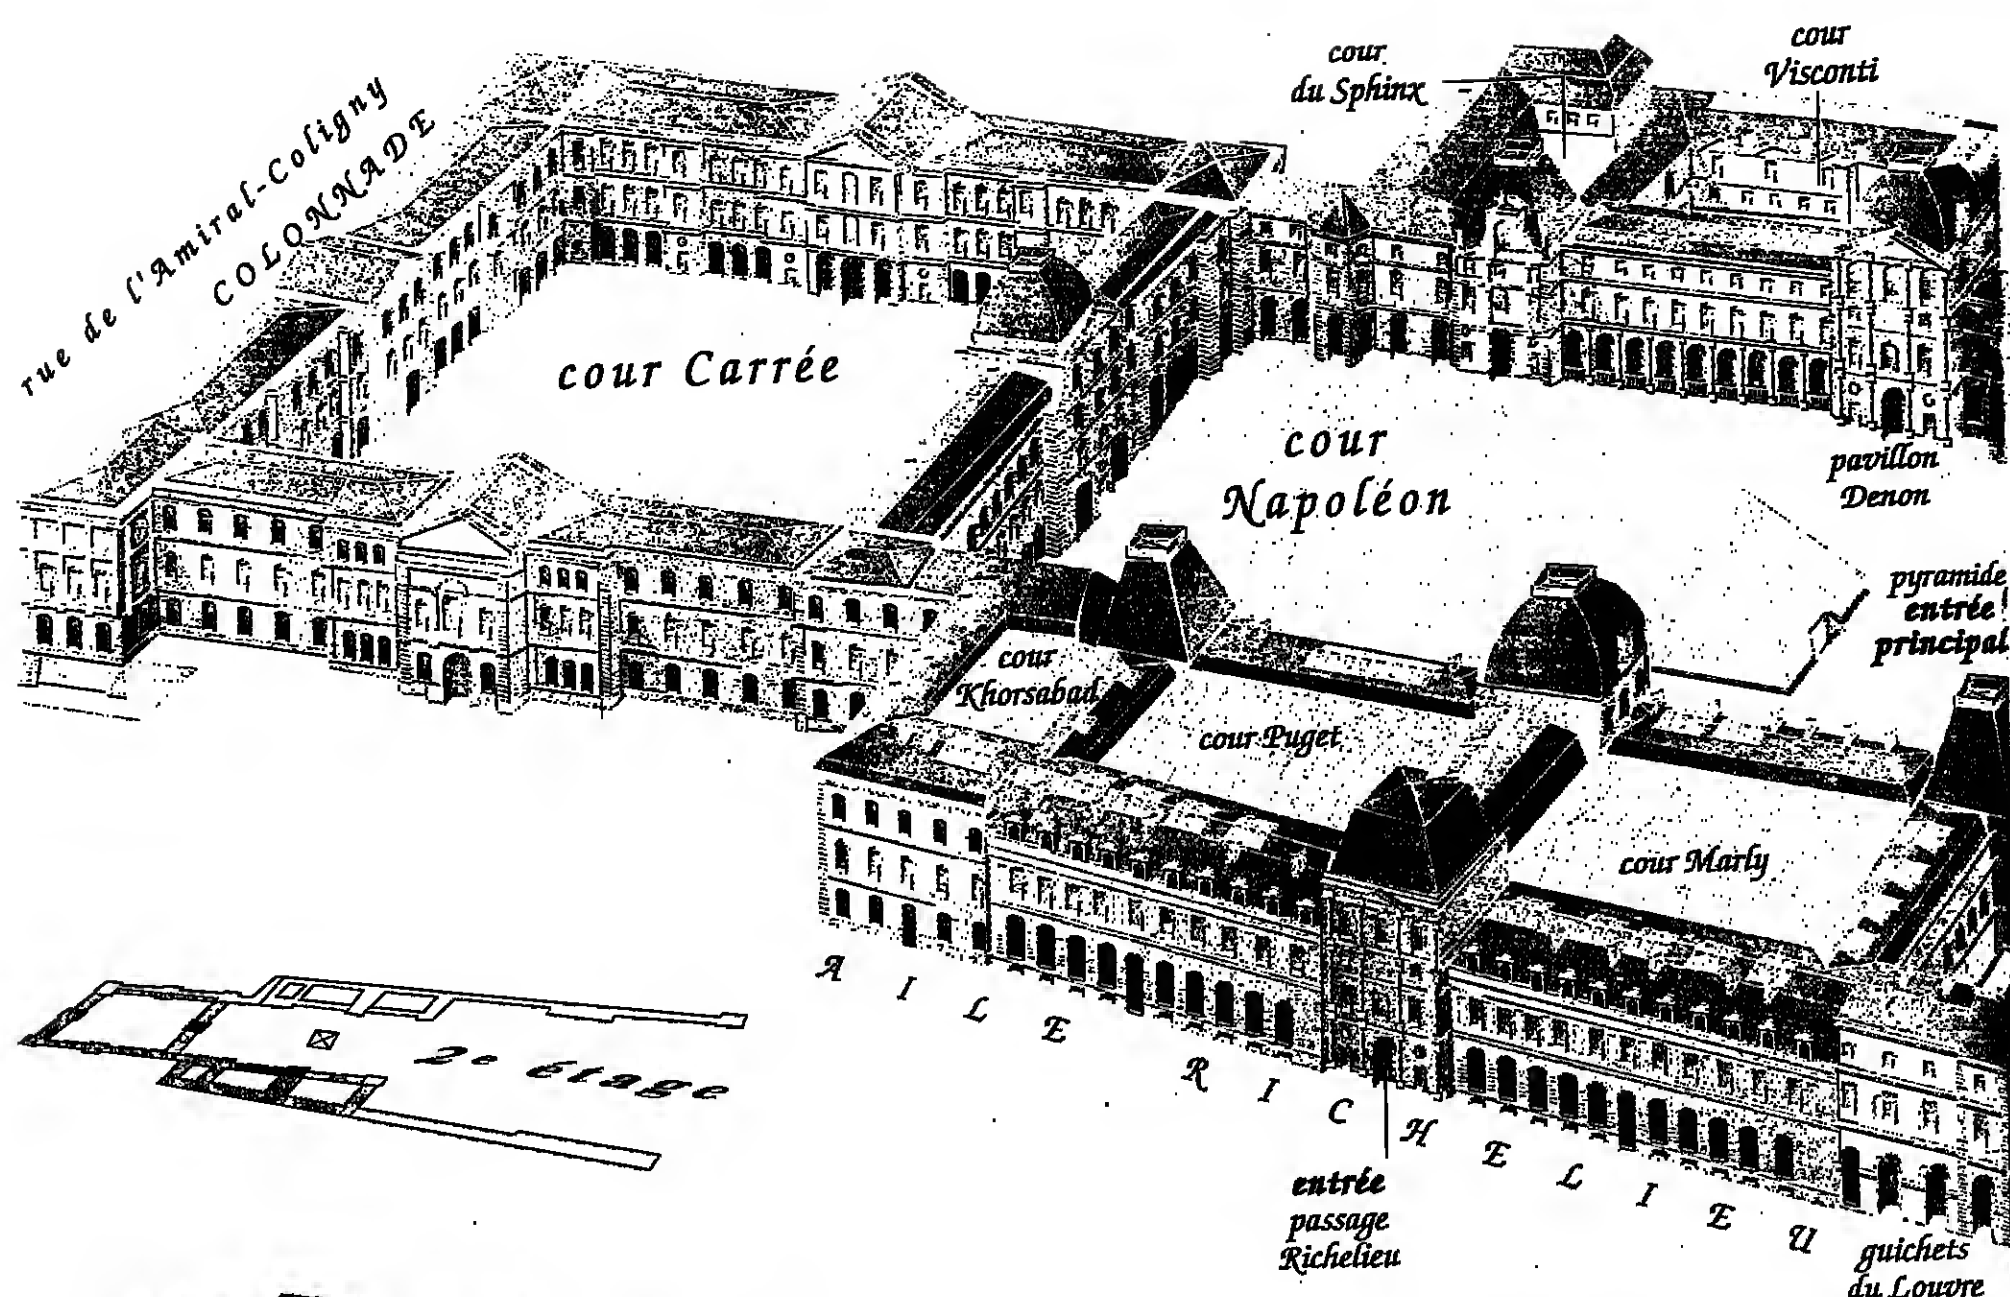 cour
du Sphinx
cour
Visconti
rue de l'Amiral-Coligny
COLONNADE
cour Carrée
cour
Napoléon
pavillon
Denon
pyramide
entrée
principal
cour
Khorsabad
cour Puget
cour Marly
AILE RICHELIEU
2e étage
entrée
passage
Richelieu
guichets
du Louvre